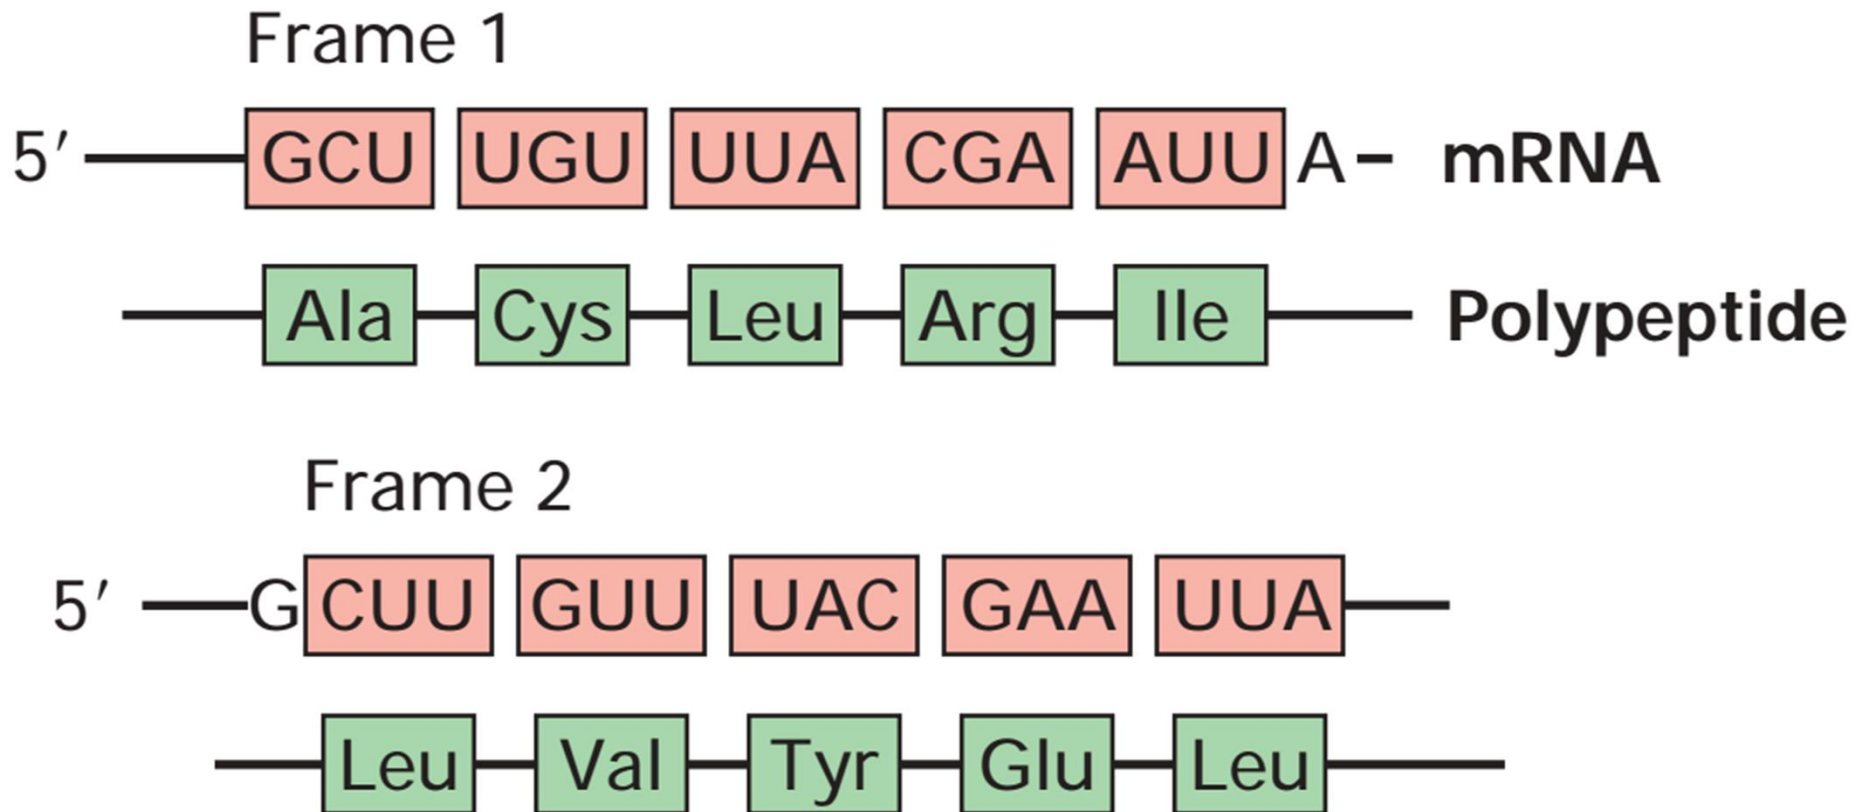 Frame 1
5′ GCU UGU UUA CGA AUU A mRNA
Ala Cys Leu Arg Ile Polypeptide
Frame 2
5′ G CUU GUU UAC GAA UUA
Leu Val Tyr Glu Leu